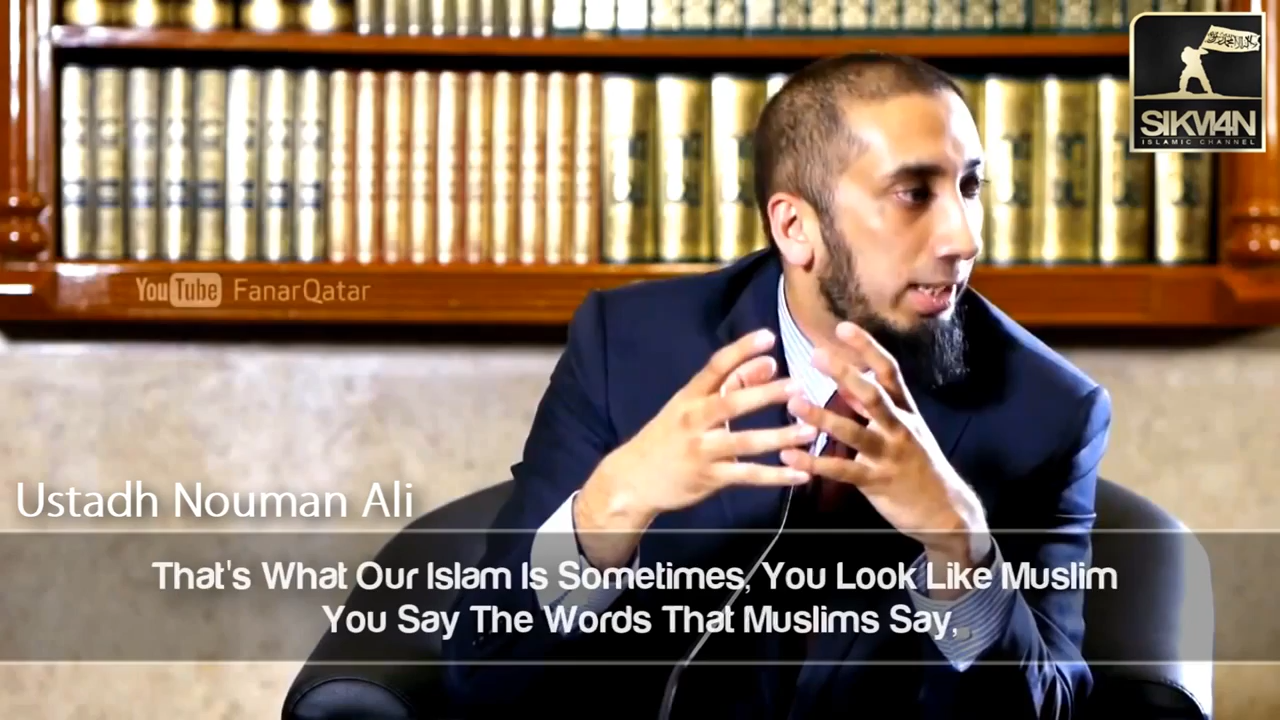 SIKVI4N
ISLAMIC CHANNEL
YouTube FanarQatar
Ustadh Nouman Ali
That's What Our Islam Is Sometimes, You Look Like Muslim
You Say The Words That Muslims Say,